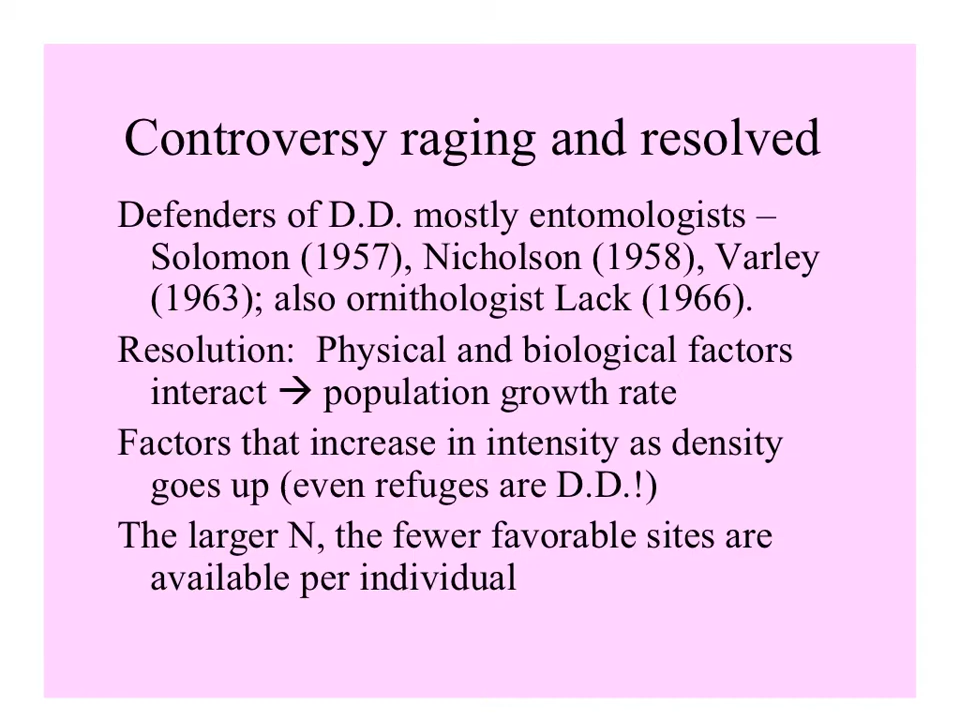 Controversy raging and resolved
Defenders of D.D. mostly entomologists –
Solomon (1957), Nicholson (1958), Varley
(1963); also ornithologist Lack (1966).
Resolution:  Physical and biological factors
interact → population growth rate
Factors that increase in intensity as density
goes up (even refuges are D.D.!)
The larger N, the fewer favorable sites are
available per individual